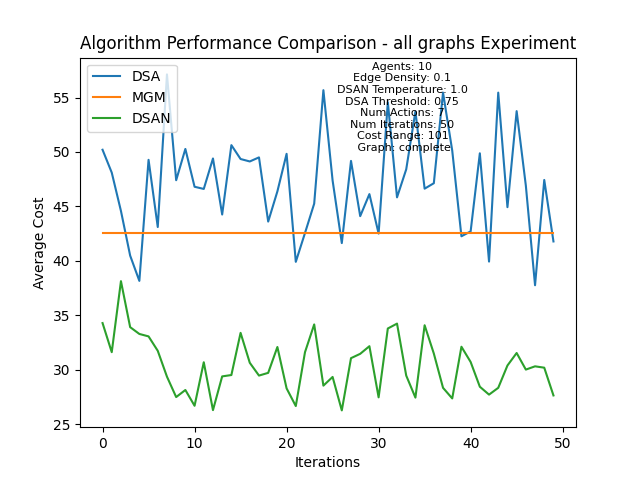 Algorithm Performance Comparison - all graphs Experiment
DSA
MGM
DSAN
Agents: 10
Edge Density: 0.1
DSAN Temperature: 1.0
DSA Threshold: 0.75
Num Actions: 7
Num Iterations: 50
Cost Range: 101
Graph: complete
55
50
45
40
35
30
25
Average Cost
0
10
20
30
40
50
Iterations